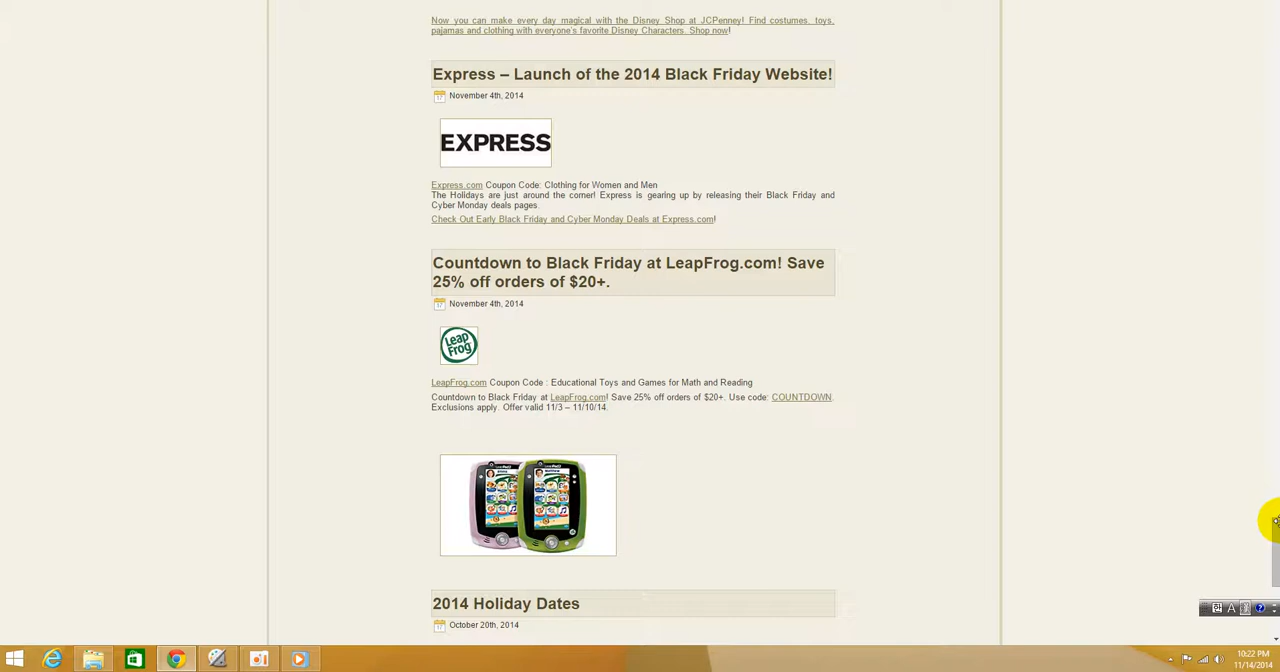 Now you can make every day magical with the Disney Shop at JCPenney! Find costumes, toys,
pajamas and clothing with everyone's favorite Disney Characters. Shop now!
Express – Launch of the 2014 Black Friday Website!
November 4th, 2014
EXPRESS
Express.com Coupon Code: Clothing for Women and Men
The Holidays are just around the corner! Express is gearing up by releasing their Black Friday and
Cyber Monday deals pages.
Check Out Early Black Friday and Cyber Monday Deals at Express.com!
Countdown to Black Friday at LeapFrog.com! Save
25% off orders of $20+.
November 4th, 2014
Leap
Frog
LeapFrog.com Coupon Code : Educational Toys and Games for Math and Reading
Countdown to Black Friday at LeapFrog.com! Save 25% off orders of $20+. Use code: COUNTDOWN.
Exclusions apply. Offer valid 11/3 – 11/10/14.
2014 Holiday Dates
October 20th, 2014
A
10:22 PM
11/14/2014